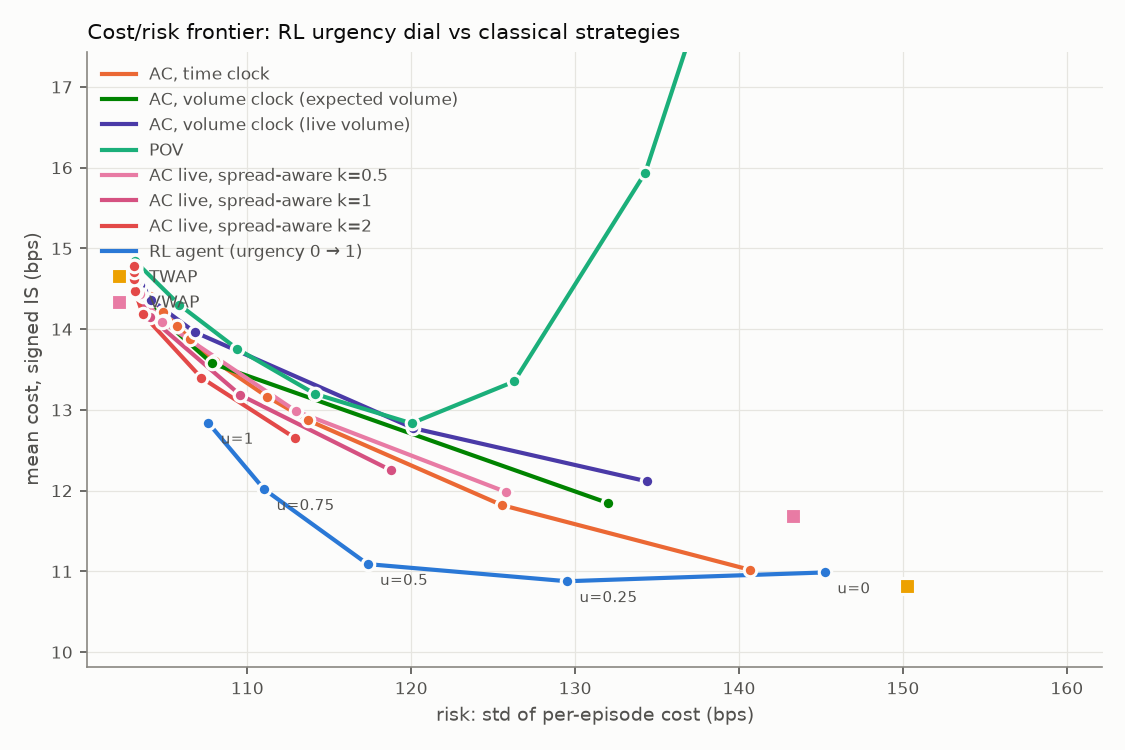 Cost/risk frontier: RL urgency dial vs classical strategies
AC, time clock
AC, volume clock (expected volume)
AC, volume clock (live volume)
POV
AC live, spread-aware k=0.5
AC live, spread-aware k=1
AC live, spread-aware k=2
RL agent (urgency 0 → 1)
TWAP
VWAP
17
16
15
14
13
12
11
10
mean cost, signed IS (bps)
u=1
u=0.75
u=0.5
u=0.25
u=0
110
120
130
140
150
160
risk: std of per-episode cost (bps)